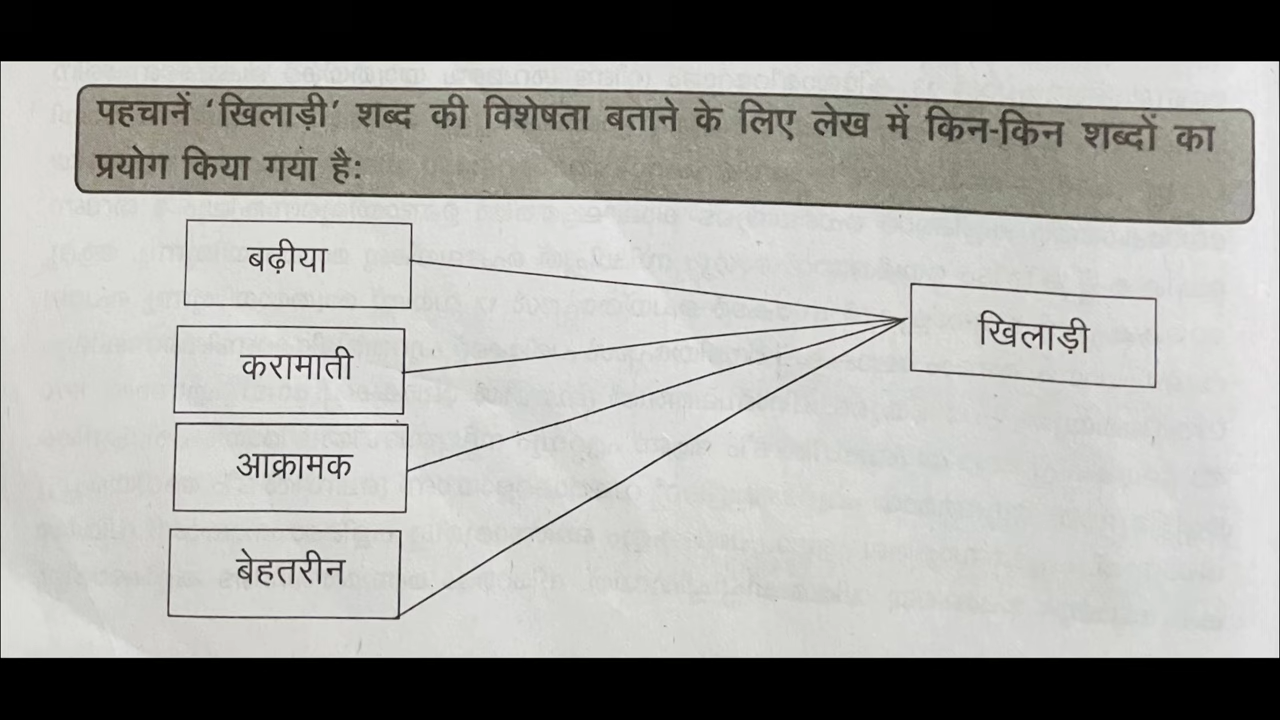 पहचानें 'खिलाड़ी' शब्द की विशेषता बताने के लिए लेख में किन-किन शब्दों का
प्रयोग किया गया है:
बढ़ीया
करामाती
आक्रामक
बेहतरीन
खिलाड़ी